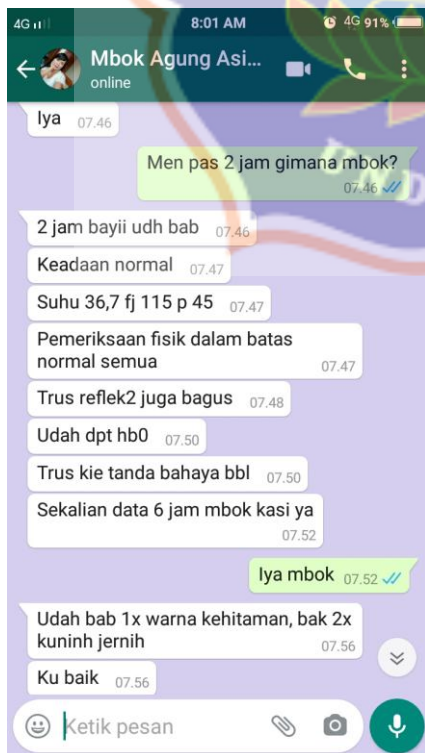 4G 8:01 AM 4G 91%
Mbok Agung Asi...
online
Iya 07.46
Men pas 2 jam gimana mbok?
07.46
2 jam bayii udh bab 07.46
Keadaan normal 07.47
Suhu 36,7 fj 115 p 45 07.47
Pemeriksaan fisik dalam batas
normal semua 07.47
Trus reflek2 juga bagus 07.48
Udah dpt hb0 07.50
Trus kie tanda bahaya bbl 07.50
Sekalian data 6 jam mbok kasi ya
07.52
Iya mbok 07.52
Udah bab 1x warna kehitaman, bak 2x
kuninh jernih 07.56
Ku baik 07.56
Ketik pesan